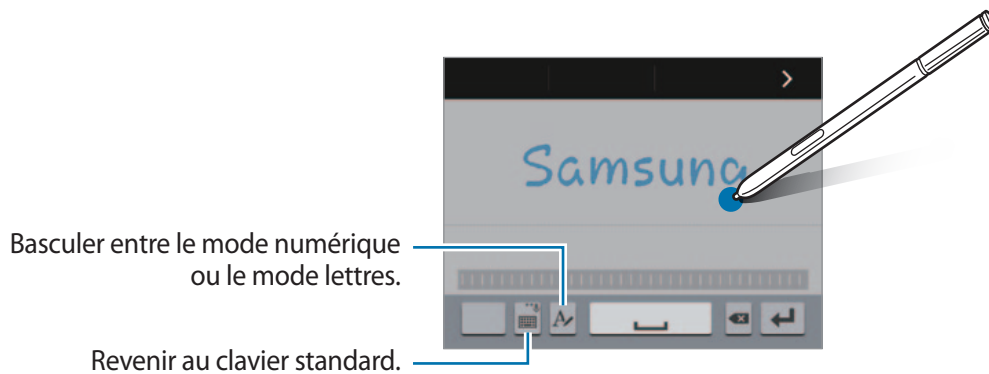 Samsung
Basculer entre le mode numérique
ou le mode lettres.
Revenir au clavier standard.